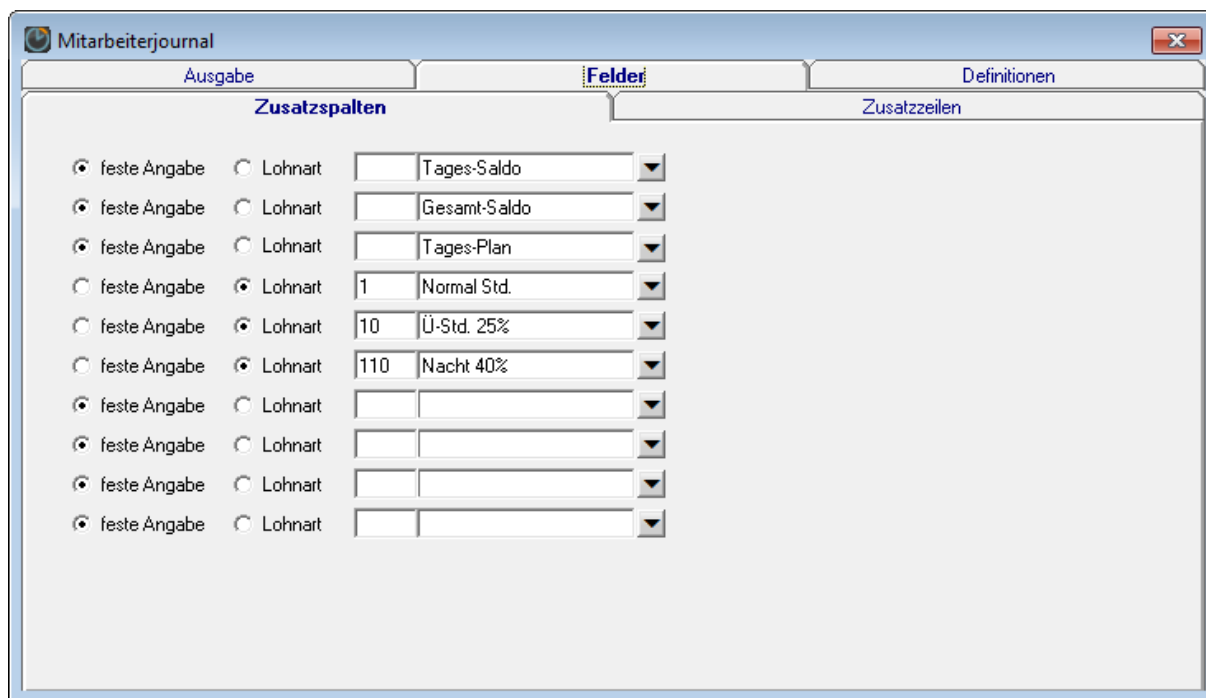 Mitarbeiterjournal
Ausgabe Felder Definitionen
Zusatzspalten Zusatzzeilen
feste Angabe Lohnart Tages-Saldo
feste Angabe Lohnart Gesamt-Saldo
feste Angabe Lohnart Tages-Plan
feste Angabe Lohnart 1 Normal Std.
feste Angabe Lohnart 10 Ü-Std. 25%
feste Angabe Lohnart 110 Nacht 40%
feste Angabe Lohnart
feste Angabe Lohnart
feste Angabe Lohnart
feste Angabe Lohnart